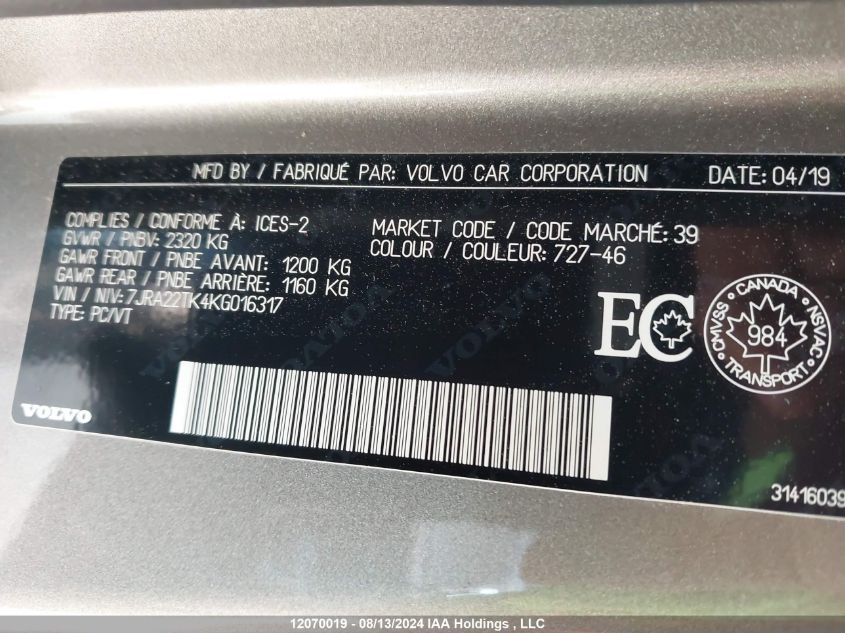 MFD BY / FABRIQUÉ PAR: VOLVO CAR CORPORATION DATE: 04/19
COMPLIES / CONFORME À: ICES-2
GVWR / PNBV: 2320 KG
GAWR FRONT / PNBE AVANT: 1200 KG
GAWR REAR / PNBE ARRIÈRE: 1160 KG
VIN / NIV: 7JRA22TK4KG016317
TYPE: PC/VT
MARKET CODE / CODE MARCHÉ: 39
COLOUR / COULEUR: 727-46
EC
CANADA
CMVSS
984
NSVAC
TRANSPORT
VOLVO
31416039
12070019 - 08/13/2024 IAA Holdings, LLC